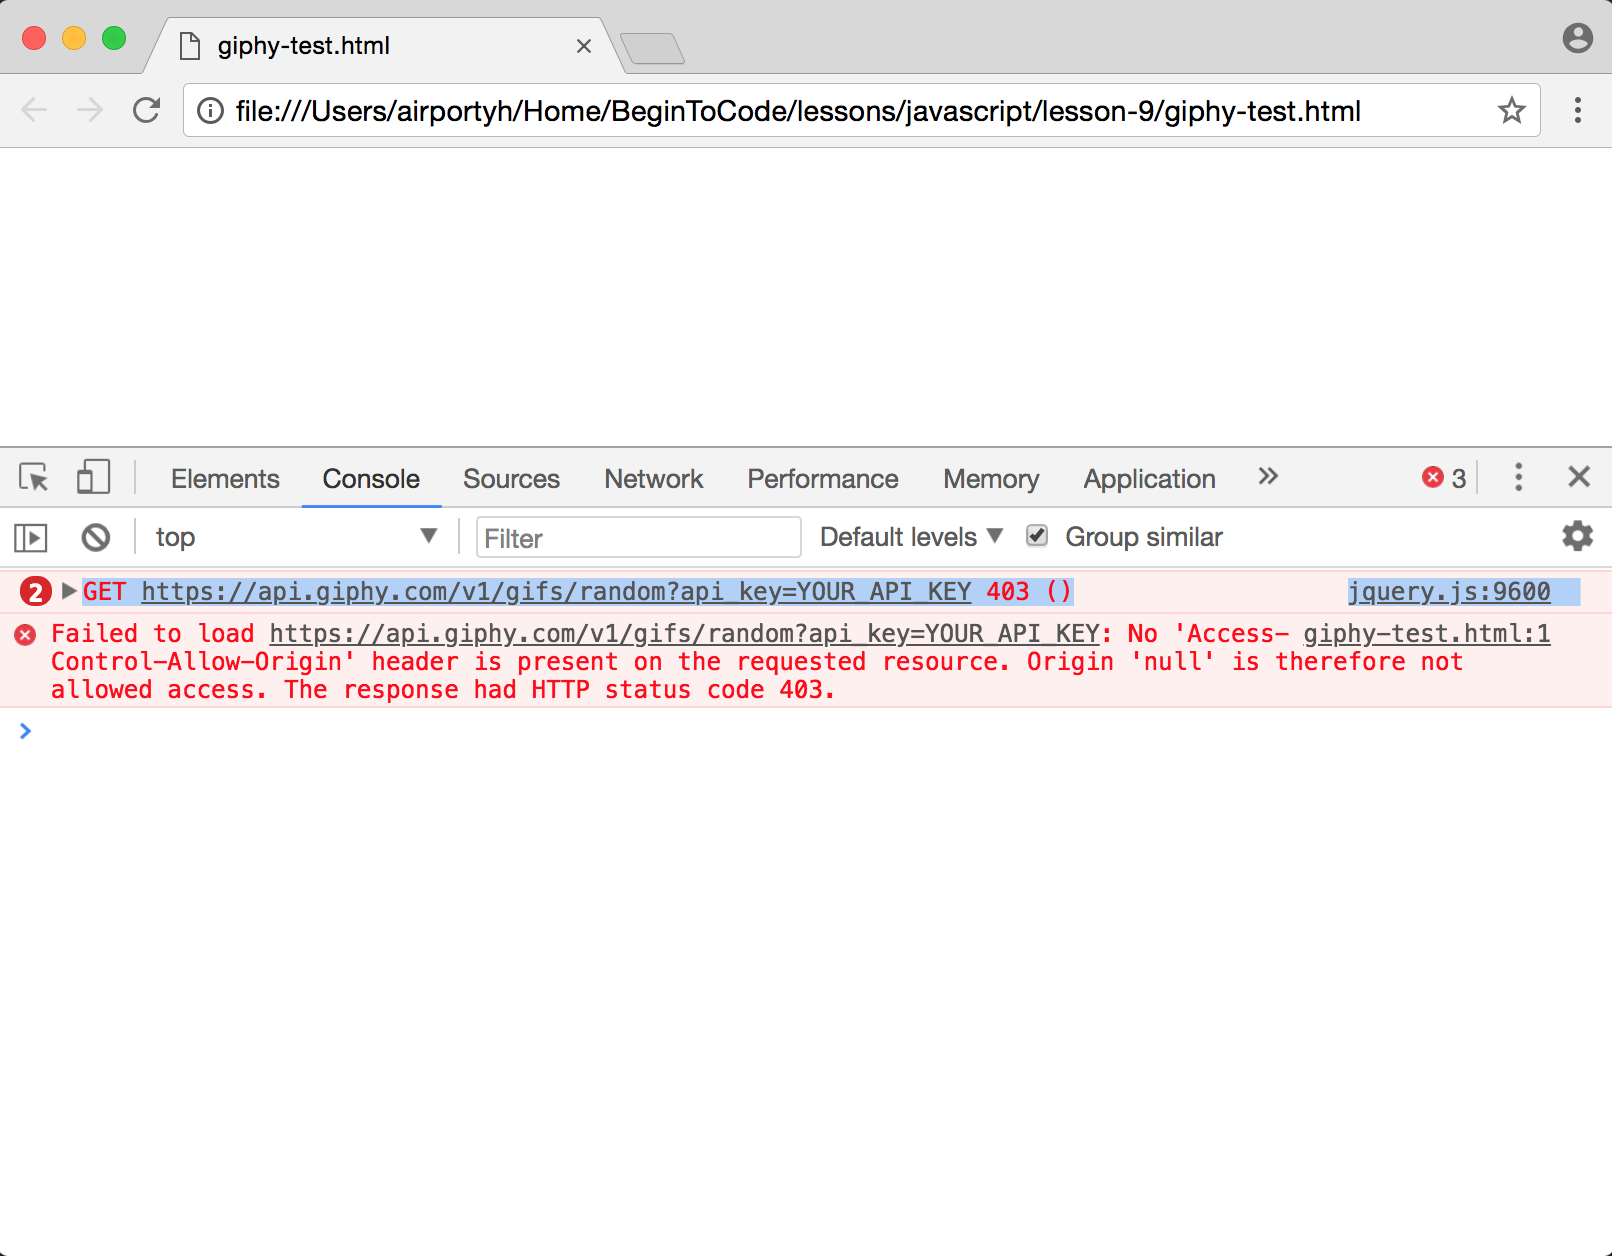 giphy-test.html
file:///Users/airportyh/Home/BeginToCode/lessons/javascript/lesson-9/giphy-test.html
Elements Console Sources Network Performance Memory Application 3
top Filter Default levels Group similar
2 GET https://api.giphy.com/v1/gifs/random?api_key=YOUR_API_KEY 403 () jquery.js:9600
Failed to load https://api.giphy.com/v1/gifs/random?api_key=YOUR_API_KEY: No 'Access- giphy-test.html:1
Control-Allow-Origin' header is present on the requested resource. Origin 'null' is therefore not
allowed access. The response had HTTP status code 403.